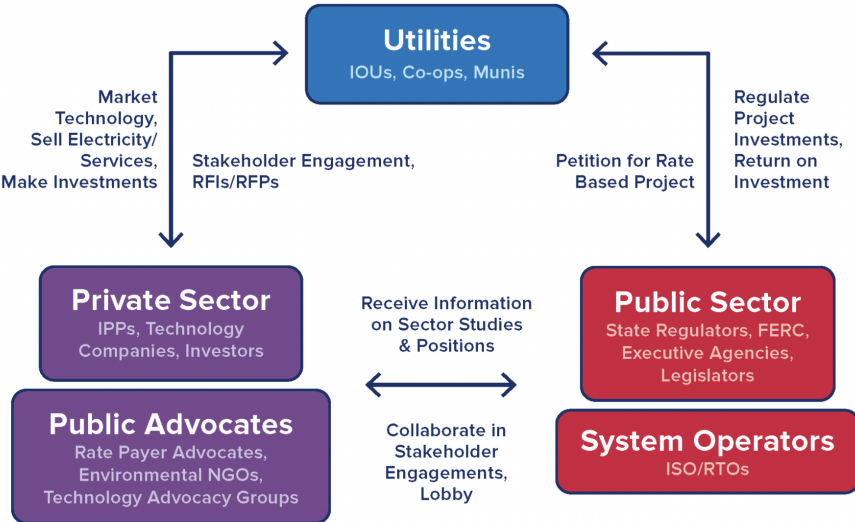 Utilities
IOUs, Co-ops, Munis
Market
Technology,
Sell Electricity/
Services,
Make Investments
Stakeholder Engagement,
RFIs/RFPs
Petition for Rate
Based Project
Regulate
Project
Investments,
Return on
Investment
Private Sector
IPPs, Technology
Companies, Investors
Public Advocates
Rate Payer Advocates,
Environmental NGOs,
Technology Advocacy Groups
Receive Information
on Sector Studies
& Positions
Collaborate in
Stakeholder
Engagements,
Lobby
Public Sector
State Regulators, FERC,
Executive Agencies,
Legislators
System Operators
ISO/RTOs